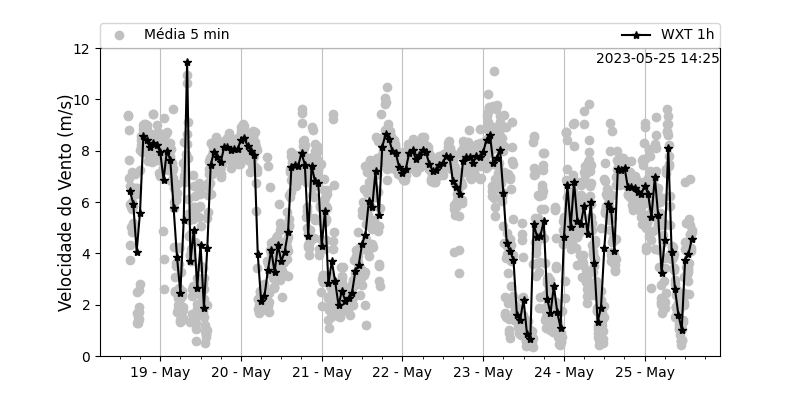 Média 5 min
WXT 1h
2023-05-25 14:25
Velocidade do Vento (m/s)
12
10
8
6
4
2
0
19 - May
20 - May
21 - May
22 - May
23 - May
24 - May
25 - May